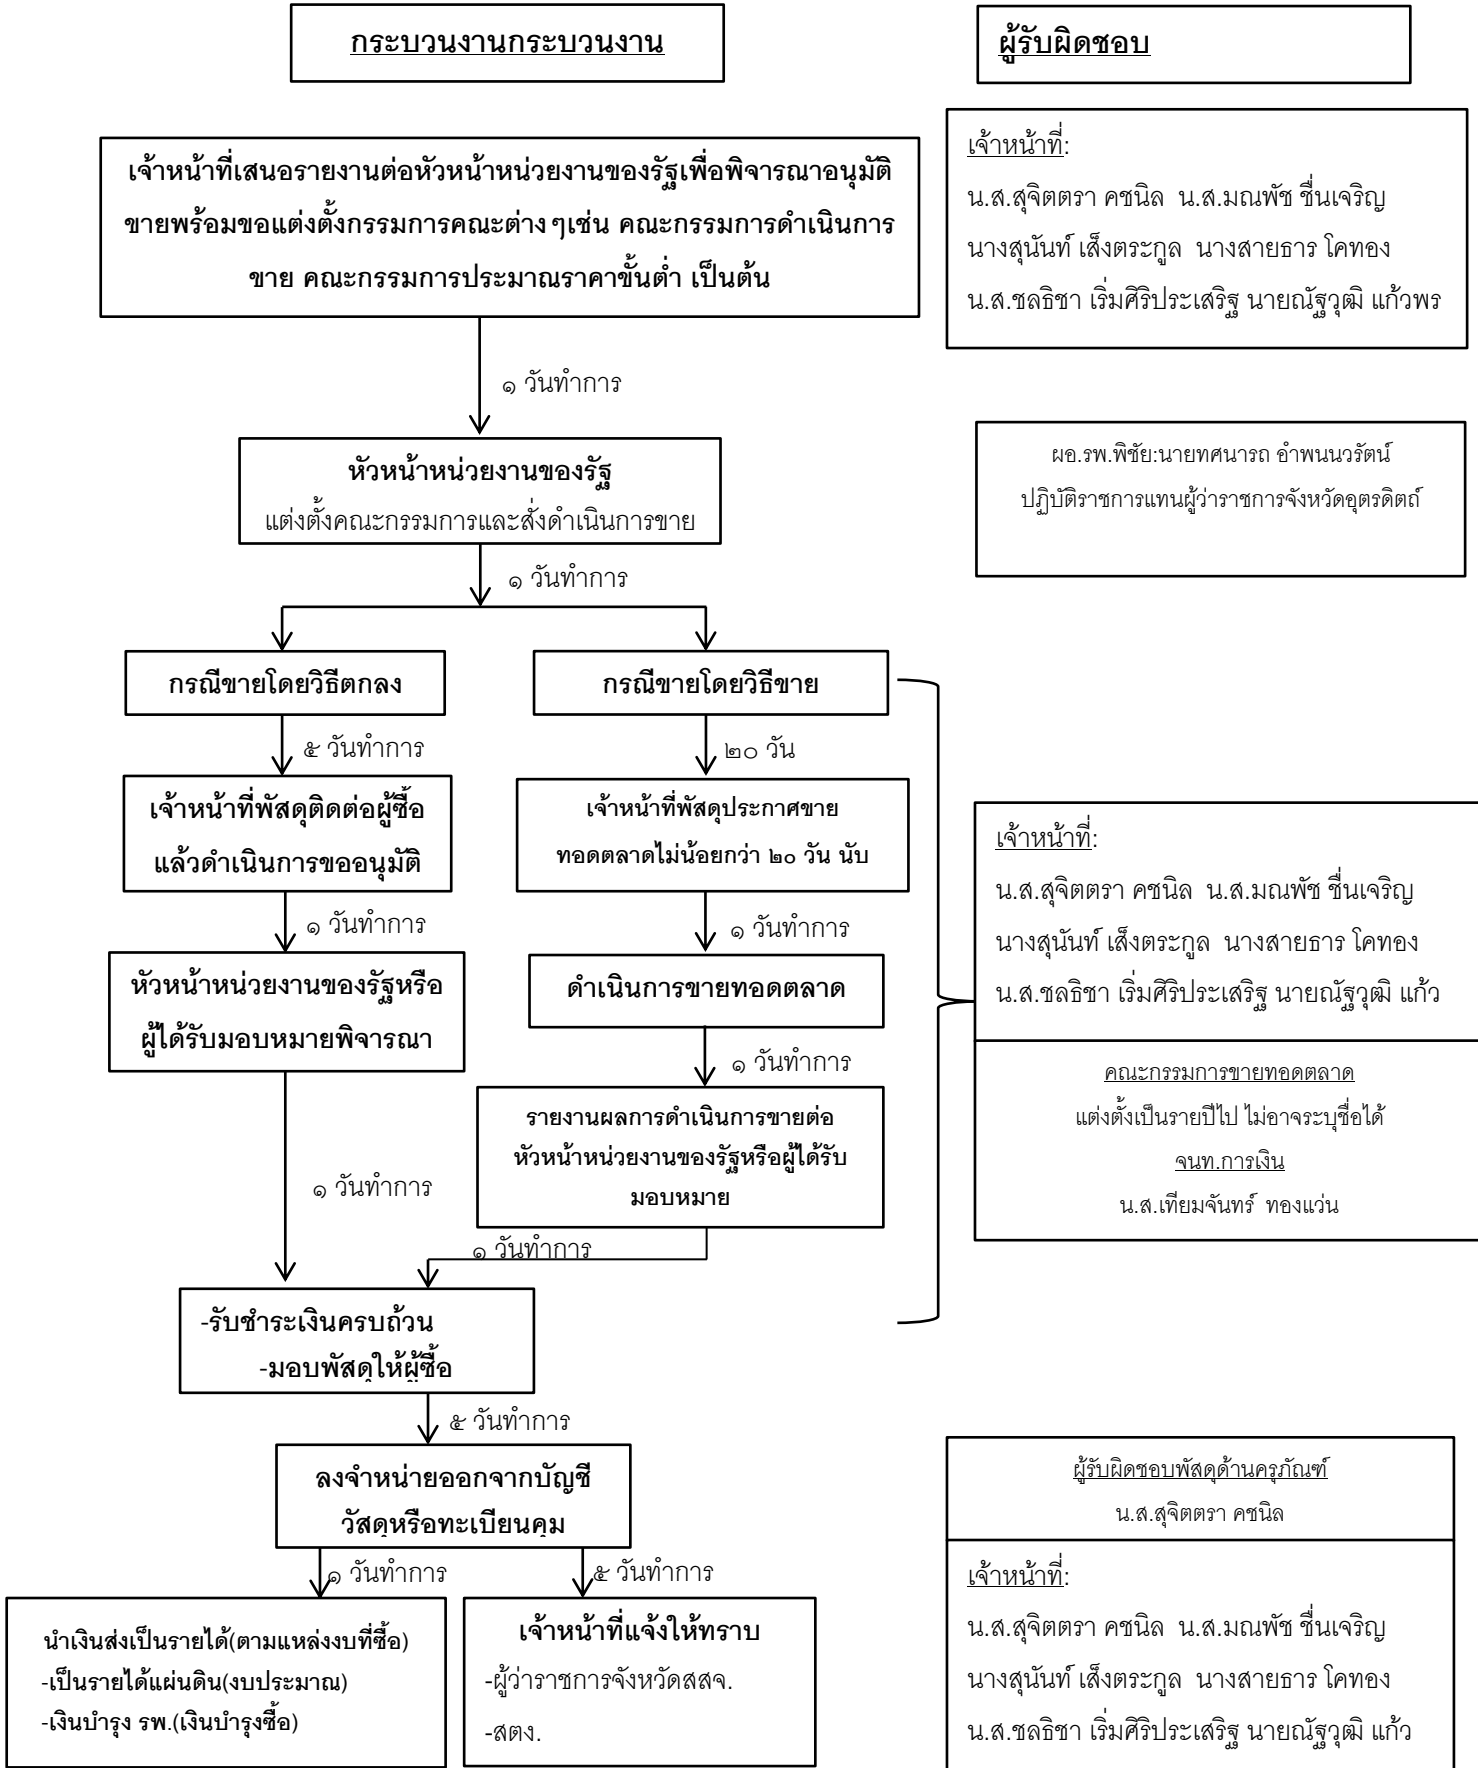 กระบวนงานกระบวนงาน
ผู้รับผิดชอบ
เจ้าหน้าที่เสนอรายงานต่อหัวหน้าหน่วยงานของรัฐเพื่อพิจารณาอนุมัติ
ขายพร้อมขอแต่งตั้งกรรมการคณะต่าง ๆเช่น คณะกรรมการดำเนินการ
ขาย คณะกรรมการประมาณราคาขั้นต่ำ เป็นต้น
เจ้าหน้าที่:
น.ส.สุจิตตรา คชนิล น.ส.มณพัช ชื่นเจริญ
นางสุนันท์ เส็งตระกูล นางสายธาร โคทอง
น.ส.ชลธิชา เริ่มศิริประเสริฐ นายณัฐวุฒิ แก้วพร
๑ วันทำการ
หัวหน้าหน่วยงานของรัฐ
แต่งตั้งคณะกรรมการและสั่งดำเนินการขาย
ผอ.รพ.พิชัย:นายทศนารถ อำพนนวรัตน์
ปฏิบัติราชการแทนผู้ว่าราชการจังหวัดอุตรดิตถ์
๑ วันทำการ
กรณีขายโดยวิธีตกลง
กรณีขายโดยวิธีขาย
๕ วันทำการ
๒๐ วัน
เจ้าหน้าที่พัสดุติดต่อผู้ซื้อ
แล้วดำเนินการขออนุมัติ
เจ้าหน้าที่พัสดุประกาศขาย
ทอดตลาดไม่น้อยกว่า ๒๐ วัน นับ
๑ วันทำการ
๑ วันทำการ
หัวหน้าหน่วยงานของรัฐหรือ
ผู้ได้รับมอบหมายพิจารณา
ดำเนินการขายทอดตลาด
๑ วันทำการ
รายงานผลการดำเนินการขายต่อ
หัวหน้าหน่วยงานของรัฐหรือผู้ได้รับ
มอบหมาย
๑ วันทำการ
๑ วันทำการ
เจ้าหน้าที่:
น.ส.สุจิตตรา คชนิล น.ส.มณพัช ชื่นเจริญ
นางสุนันท์ เส็งตระกูล นางสายธาร โคทอง
น.ส.ชลธิชา เริ่มศิริประเสริฐ นายณัฐวุฒิ แก้ว
คณะกรรมการขายทอดตลาด
แต่งตั้งเป็นรายปีไป ไม่อาจระบุชื่อได้
จนท.การเงิน
น.ส.เทียมจันทร์ ทองแว่น
-รับชำระเงินครบถ้วน
-มอบพัสดุให้ผู้ซื้อ
๕ วันทำการ
ลงจำหน่ายออกจากบัญชี
วัสดุหรือทะเบียนคุม
๑ วันทำการ
๕ วันทำการ
นำเงินส่งเป็นรายได้(ตามแหล่งงบที่ซื้อ)
-เป็นรายได้แผ่นดิน(งบประมาณ)
-เงินบำรุง รพ.(เงินบำรุงซื้อ)
เจ้าหน้าที่แจ้งให้ทราบ
-ผู้ว่าราชการจังหวัดสสจ.
-สตง.
ผู้รับผิดชอบพัสดุด้านครุภัณฑ์
น.ส.สุจิตตรา คชนิล
เจ้าหน้าที่:
น.ส.สุจิตตรา คชนิล น.ส.มณพัช ชื่นเจริญ
นางสุนันท์ เส็งตระกูล นางสายธาร โคทอง
น.ส.ชลธิชา เริ่มศิริประเสริฐ นายณัฐวุฒิ แก้ว